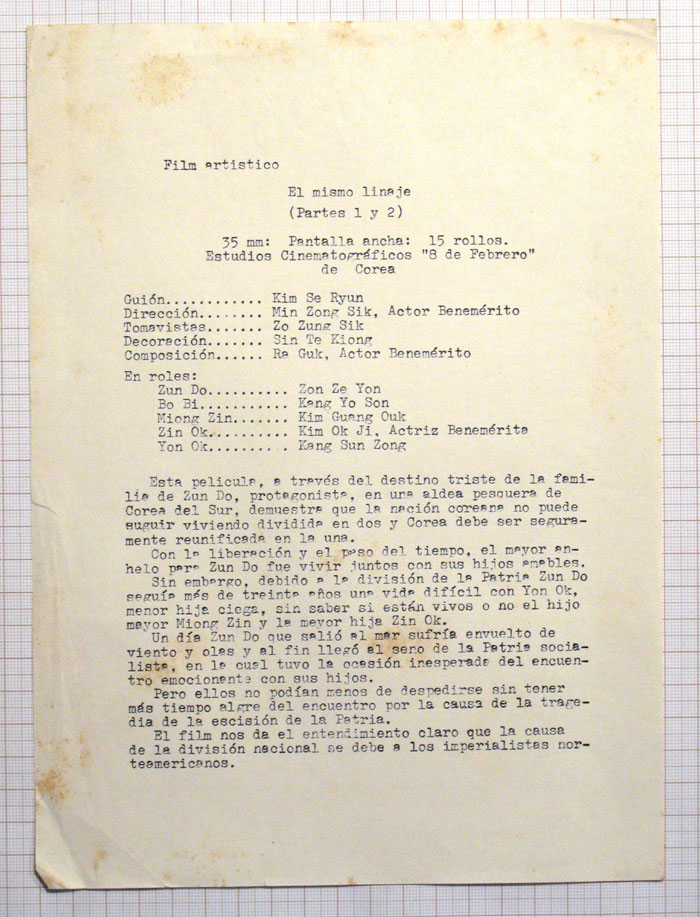 Film artistico
El mismo linaje
(Partes 1 y 2)
35 mm: Pantalla ancha: 15 rollos.
Estudios Cinematográficos "8 de Febrero"
de Corea
Guión............ Kim Se Ryun
Dirección........ Min Zong Sik, Actor Benemérito
Tomavistas....... Zo Zung Sik
Decoración....... Sin Te Kiong
Composición...... Ra Guk, Actor Benemérito
En roles:
Zun Do.......... Zon Ze Yon
Bo Bi........... Kang Yo Son
Miong Zin....... Kim Guang Ouk
Zin Ok.......... Kim Ok Ji, Actriz Benemérita
Yon Ok.......... Kang Sun Zong
Esta pelicula, a través del destino triste de la fami-
lia de Zun Do, protagonista, en una aldea pesquera de
Corea del Sur, demuestra que la nación coreana no puede
suguir viviendo dividida en dos y Corea debe ser segura-
mente reunificada en la una.
Con la liberación y el paso del tiempo, el mayor an-
helo para Zun Do fue vivir juntos con sus hijos amables.
Sin embargo, debido a la división de la Patria Zun Do
seguía más de treinta años una vida difícil con Yon Ok,
menor hija ciega, sin saber si están vivos o no el hijo
mayor Miong Zin y la mayor hija Zin Ok.
Un día Zun Do que salió al mar sufría envuelto de
viento y olas y al fin llegó al seno de la Patria socia-
lista, en la cual tuvo la ocasión inesperada del encuen-
tro emocionante con sus hijos.
Pero ellos no podían menos de despedirse sin tener
más tiempo algre del encuentro por la causa de la trage-
dia de la escisión de la Patria.
El film nos da el entendimiento claro que la causa
de la división nacional se debe a los imperialistas nor-
teamericanos.